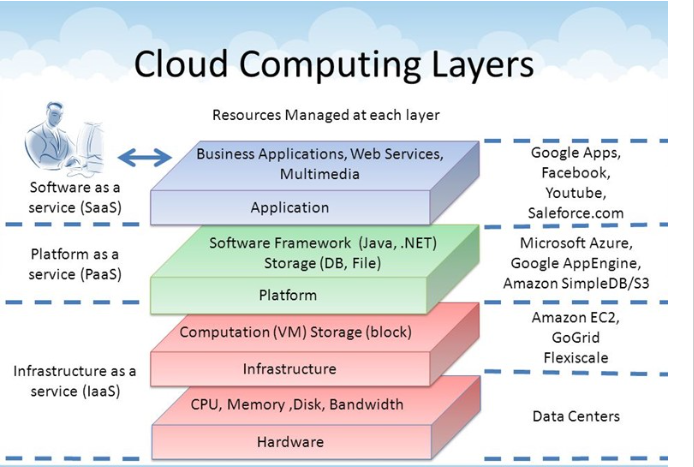 Cloud Computing Layers
Resources Managed at each layer
Software as a
service (SaaS)
Business Applications, Web Services,
Multimedia
Application
Google Apps,
Facebook,
Youtube,
Saleforce.com
Platform as a
service (PaaS)
Software Framework (Java, .NET)
Storage (DB, File)
Platform
Microsoft Azure,
Google AppEngine,
Amazon SimpleDB/S3
Infrastructure as a
service (IaaS)
Computation (VM) Storage (block)
Infrastructure
Amazon EC2,
GoGrid
Flexiscale
CPU, Memory ,Disk, Bandwidth
Hardware
Data Centers